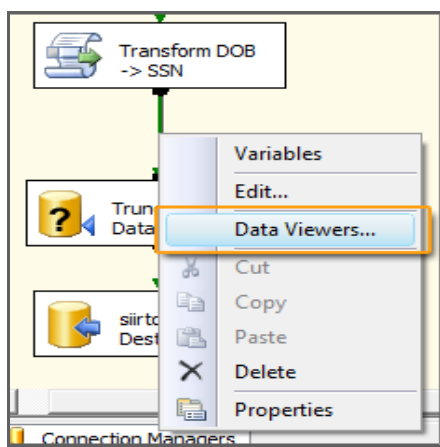 Transform DOB
-> SSN
Variables
Edit...
Trun
Data
Data Viewers...
Cut
Copy
siirto
Dest
Paste
Delete
Properties
Connection Managers